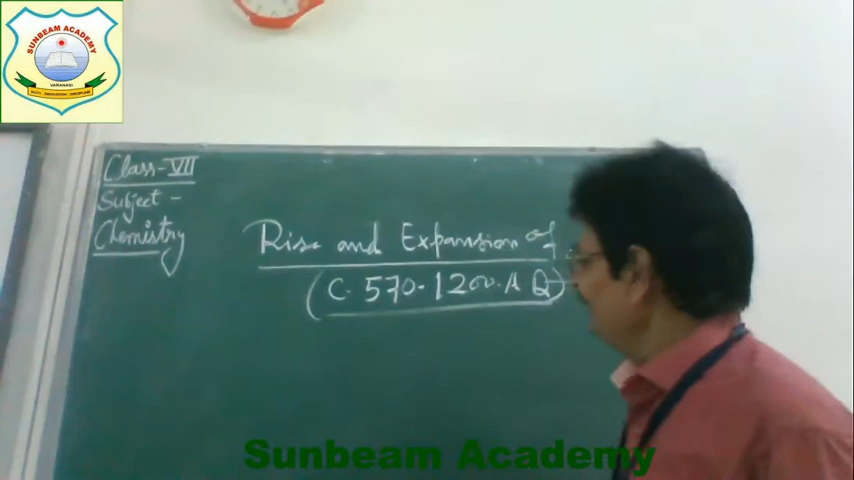 SUNBEAM ACADEMY
VARANASI
Class-VII
Subject -
Chemistry
Rise and Expansion of
(C. 570-1200. A D)
Sunbeam Academy